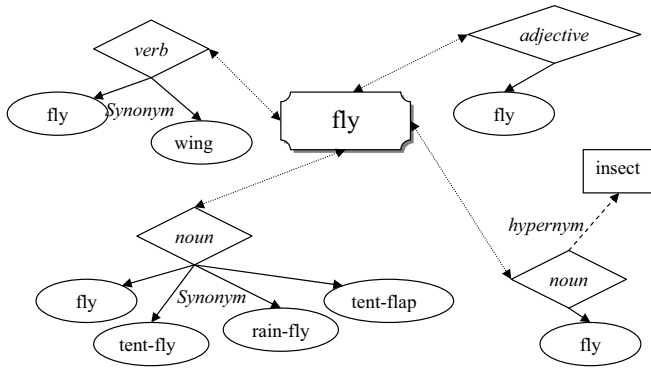 verb
adjective
fly
Synonym
fly
fly
wing
insect
hypernym
noun
noun
fly
Synonym
tent-flap
tent-fly
rain-fly
fly